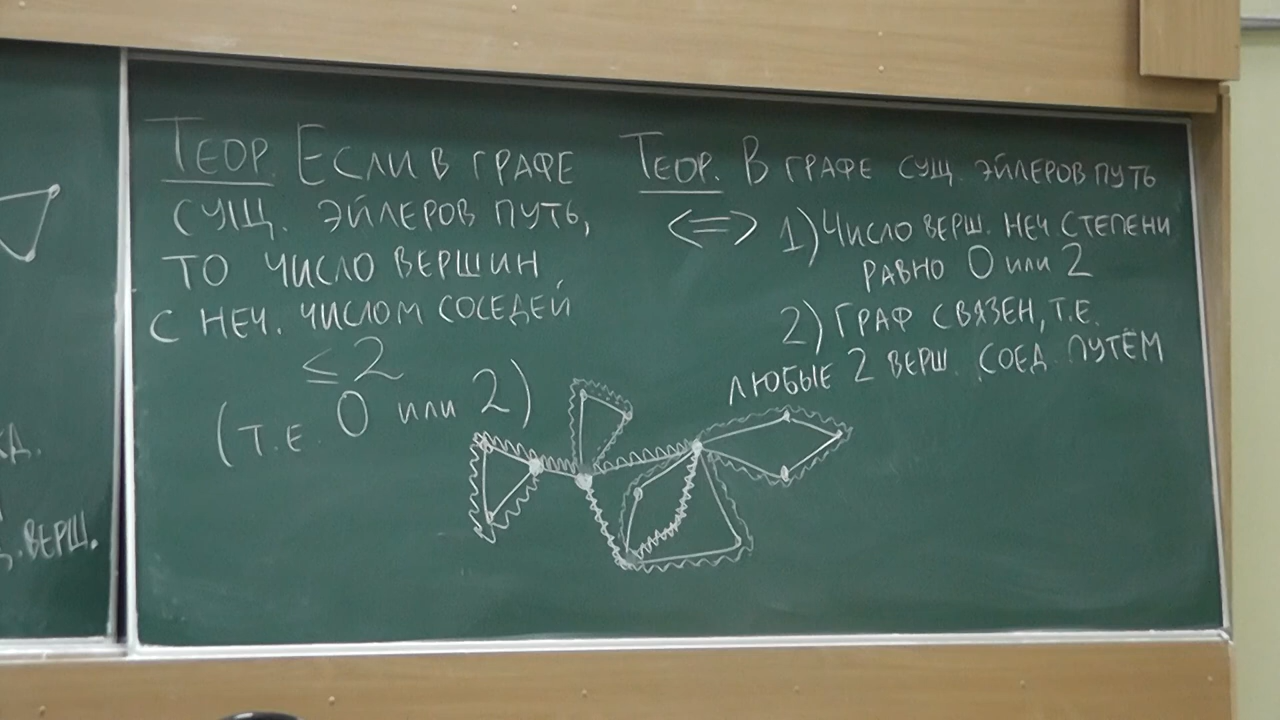 ТЕОР. ЕСЛИ В ГРАФЕ
СУЩ. ЭЙЛЕРОВ ПУТЬ,
ТО ЧИСЛО ВЕРШИН
С НЕЧ. ЧИСЛОМ СОСЕДЕЙ
≤2
(Т.Е. 0 ИЛИ 2)
ТЕОР. В ГРАФЕ СУЩ. ЭЙЛЕРОВ ПУТЬ
<=> 1) ЧИСЛО ВЕРШ. НЕЧ СТЕПЕНИ
РАВНО 0 ИЛИ 2
2) ГРАФ СВЯЗЕН, Т.Е.
ЛЮБЫЕ 2 ВЕРШ. СОЕД. ПУТЁМ
ВЕРШ.